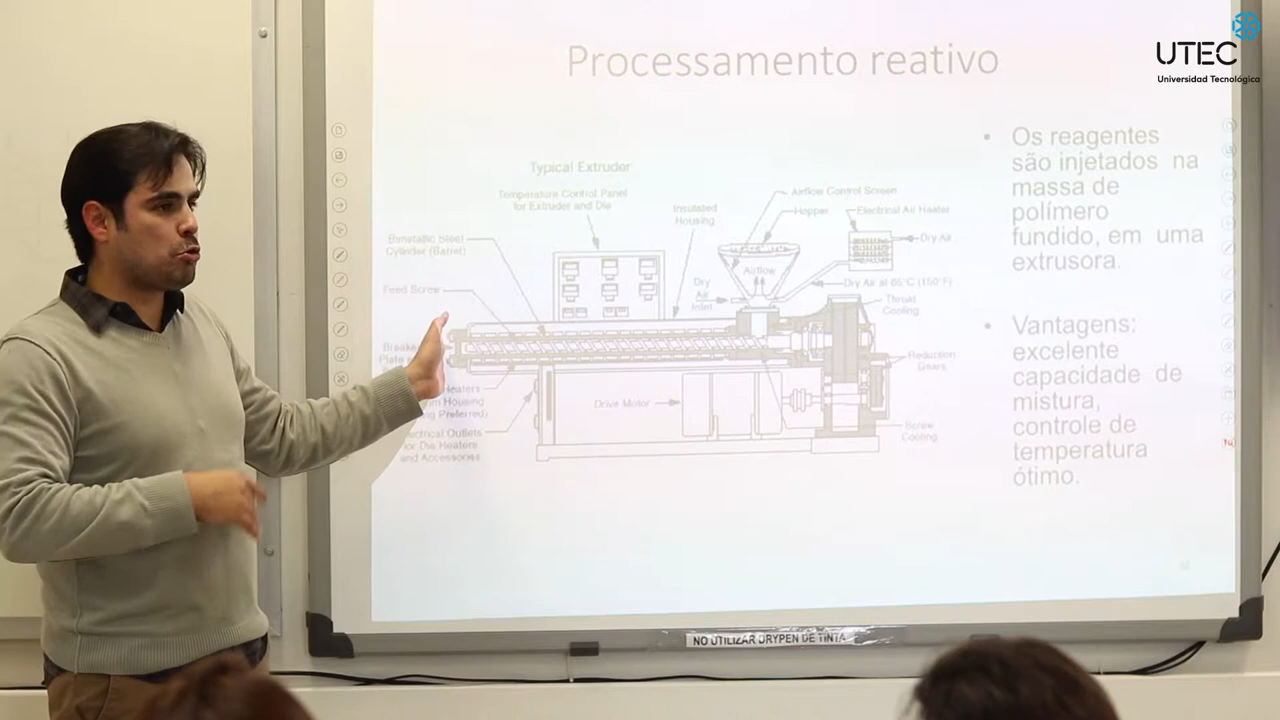 UTEC
Universidad Tecnológica
Processamento reativo
Typical Extruder
Temperature Control Panel
for Extruder and Die
Insulated
Housing
Airflow Control Screen
Hopper
Electrical Air Heater
Dry Air
Bimetallic Steel
Cylinder (Barrel)
Airflow
Dry
Air
Inlet
Dry Air at 65°C (150°F)
Feed Screw
Throat
Cooling
Plate
Reduction
Gears
Heaters
Housing
Preferred)
Drive Motor
Electrical Outlets
for Die Heaters
and Accessories
Screw
Cooling
• Os reagentes
são injetados na
massa de
polímero
fundido, em uma
extrusora.
• Vantagens:
excelente
capacidade de
mistura,
controle de
temperatura
ótimo.
NO UTILIZAR DRYPEN DE TINTA